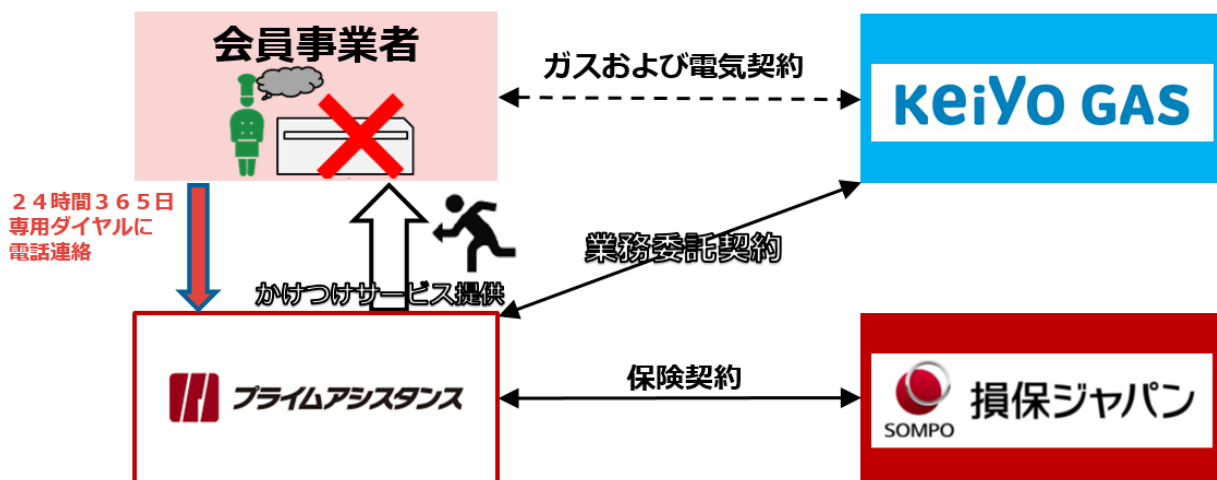 会員事業者
ガスおよび電気契約
KeiYO GAS
２４時間３６５日
専用ダイヤルに
電話連絡
業務委託契約
かけつけサービス提供
プライムアシスタンス
保険契約
損保ジャパン
SOMPO